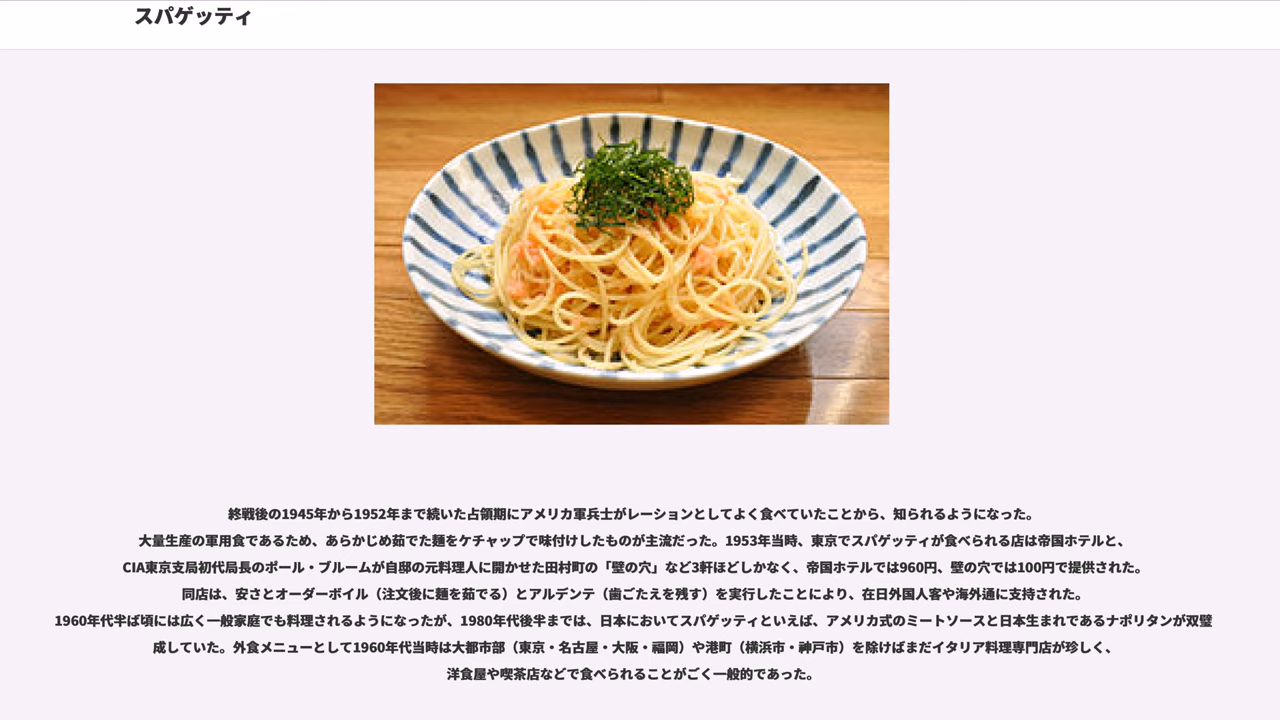 スパゲッティ
終戦後の1945年から1952年まで続いた占領期にアメリカ軍兵士がレーションとしてよく食べていたことから、知られるようになった。
大量生産の軍用食であるため、あらかじめ茹でた麺をケチャップで味付けしたものが主流だった。1953年当時、東京でスパゲッティが食べられる店は帝国ホテルと、
CIA東京支局初代局長のポール・ブルームが自邸の元料理人に開かせた田村町の「壁の穴」など3軒ほどしかなく、帝国ホテルでは960円、壁の穴では100円で提供された。
同店は、安さとオーダーボイル（注文後に麺を茹でる）とアルデンテ（歯ごたえを残す）を実行したことにより、在日外国人客や海外通に支持された。
1960年代半ば頃には広く一般家庭でも料理されるようになったが、1980年代後半までは、日本においてスパゲッティといえば、アメリカ式のミートソースと日本生まれであるナポリタンが双璧
成していた。外食メニューとして1960年代当時は大都市部（東京・名古屋・大阪・福岡）や港町（横浜市・神戸市）を除けばまだイタリア料理専門店が珍しく、
洋食屋や喫茶店などで食べられることがごく一般的であった。